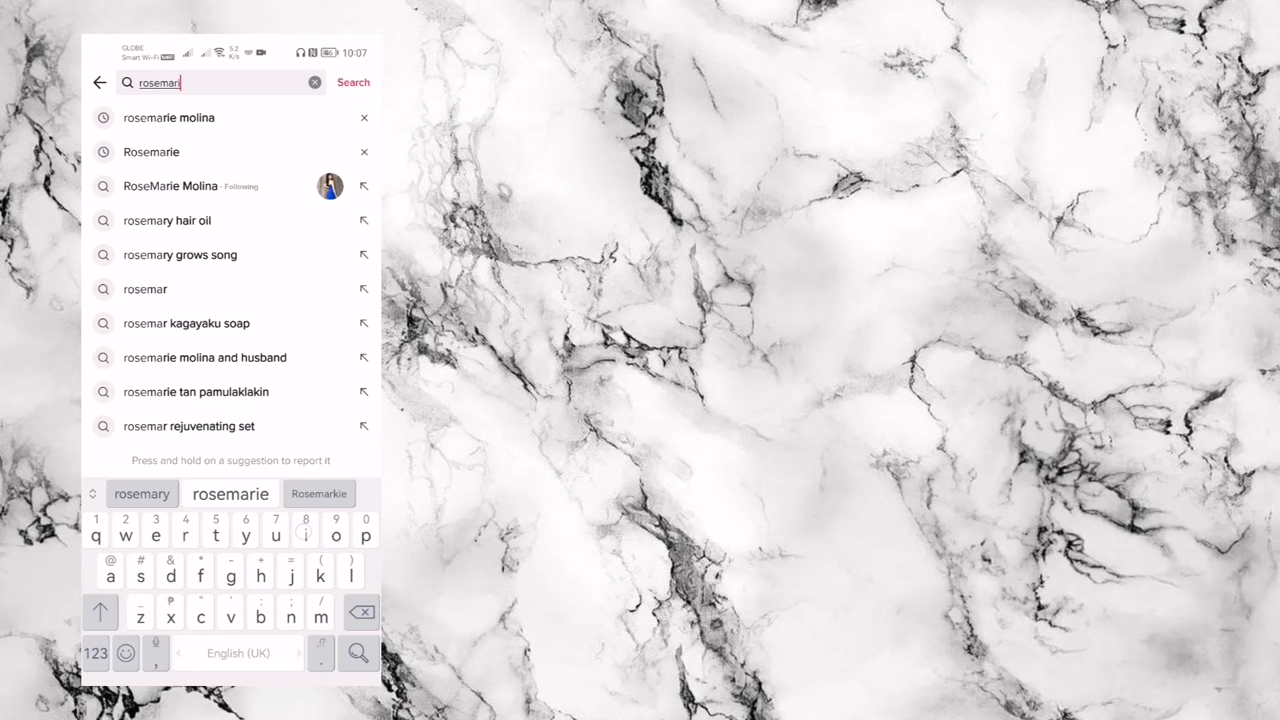 GLOBE
Smart Wi-Fi
5.2
K/s
10:07
rosemari
Search
rosemarie molina
Rosemarie
RoseMarie Molina · Following
rosemary hair oil
rosemary grows song
rosemar
rosemar kagayaku soap
rosemarie molina and husband
rosemarie tan pamulaklakin
rosemar rejuvenating set
Press and hold on a suggestion to report it
rosemary rosemarie Rosemarkie
1 2 3 4 5 6 7 8 9 0
q w e r t y u i o p
@ # & * - + = ( )
a s d f g h j k l
_ ₱ " ' : ; /
z x c v b n m
123 , English (UK) .